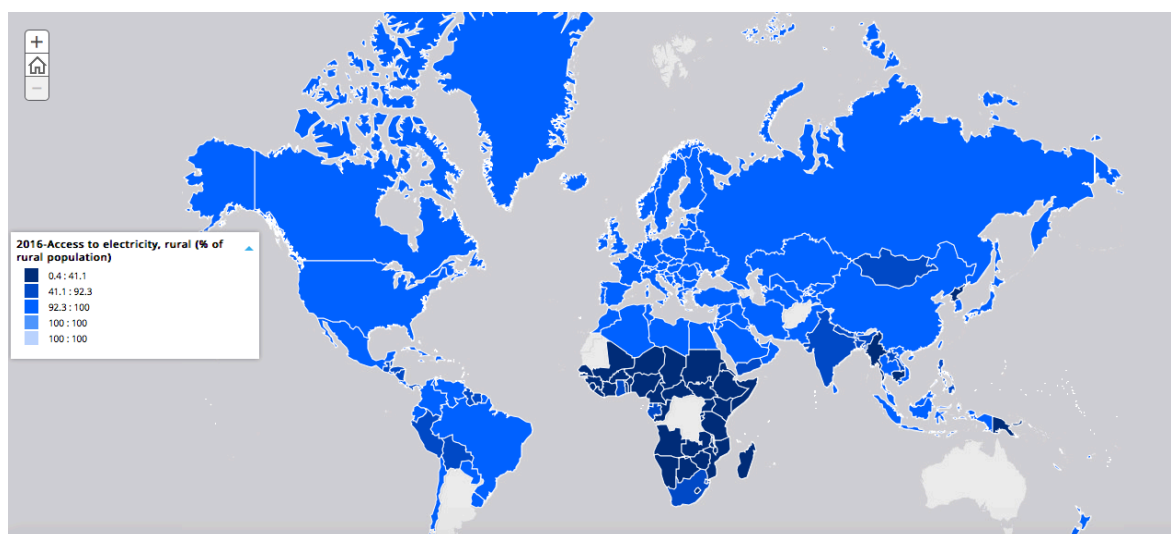 +
−
2016-Access to electricity, rural (% of
rural population)
0.4 : 41.1
41.1 : 92.3
92.3 : 100
100 : 100
100 : 100